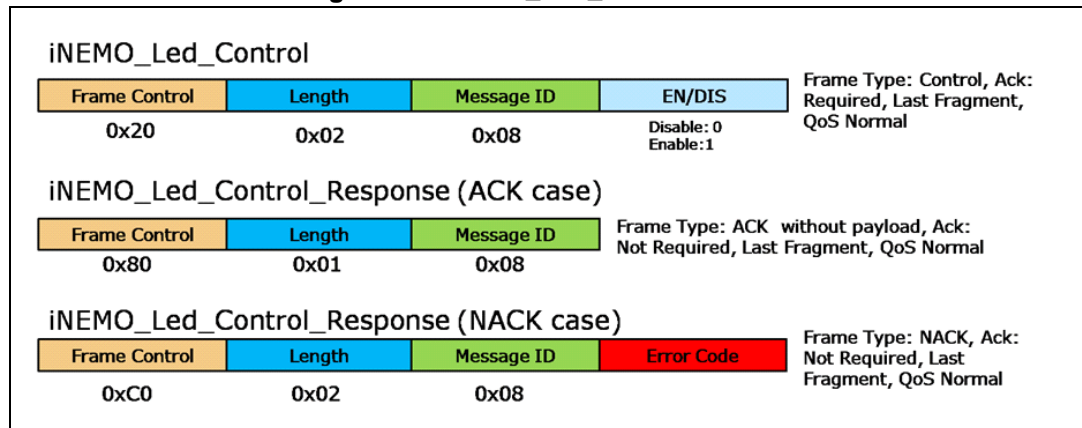 iNEMO_Led_Control
Frame Control Length Message ID EN/DIS
0x20 0x02 0x08 Disable: 0
Enable:1
Frame Type: Control, Ack:
Required, Last Fragment,
QoS Normal
iNEMO_Led_Control_Response (ACK case)
Frame Control Length Message ID
0x80 0x01 0x08
Frame Type: ACK without payload, Ack:
Not Required, Last Fragment, QoS Normal
iNEMO_Led_Control_Response (NACK case)
Frame Control Length Message ID Error Code
0xC0 0x02 0x08
Frame Type: NACK, Ack:
Not Required, Last
Fragment, QoS Normal